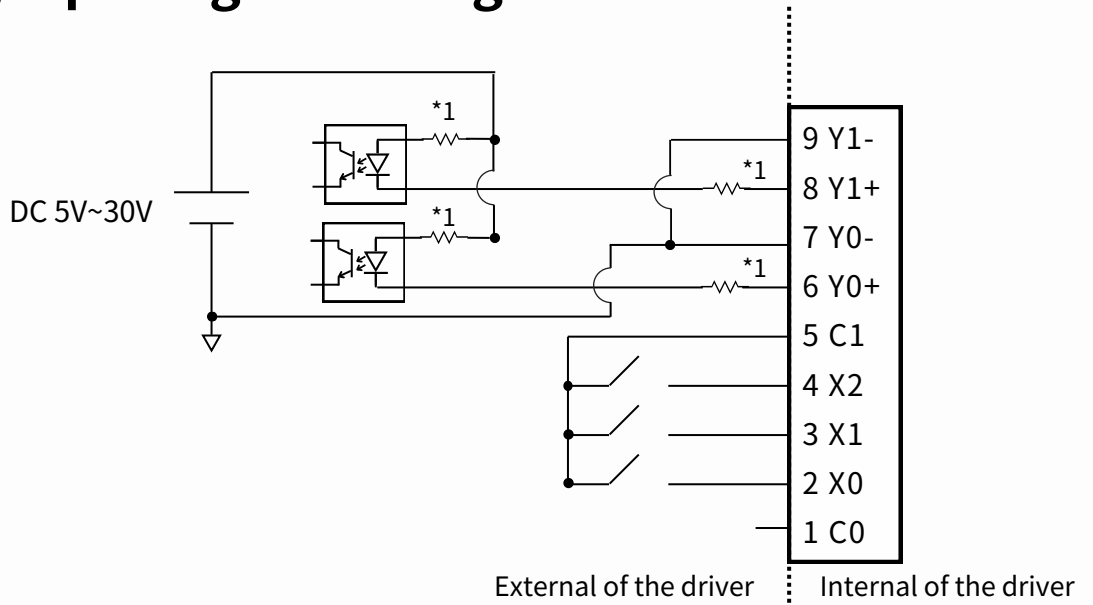 *1
9 Y1-
*1
8 Y1+
DC 5V~30V
*1
7 Y0-
*1
6 Y0+
5 C1
4 X2
3 X1
2 X0
1 C0
External of the driver
Internal of the driver